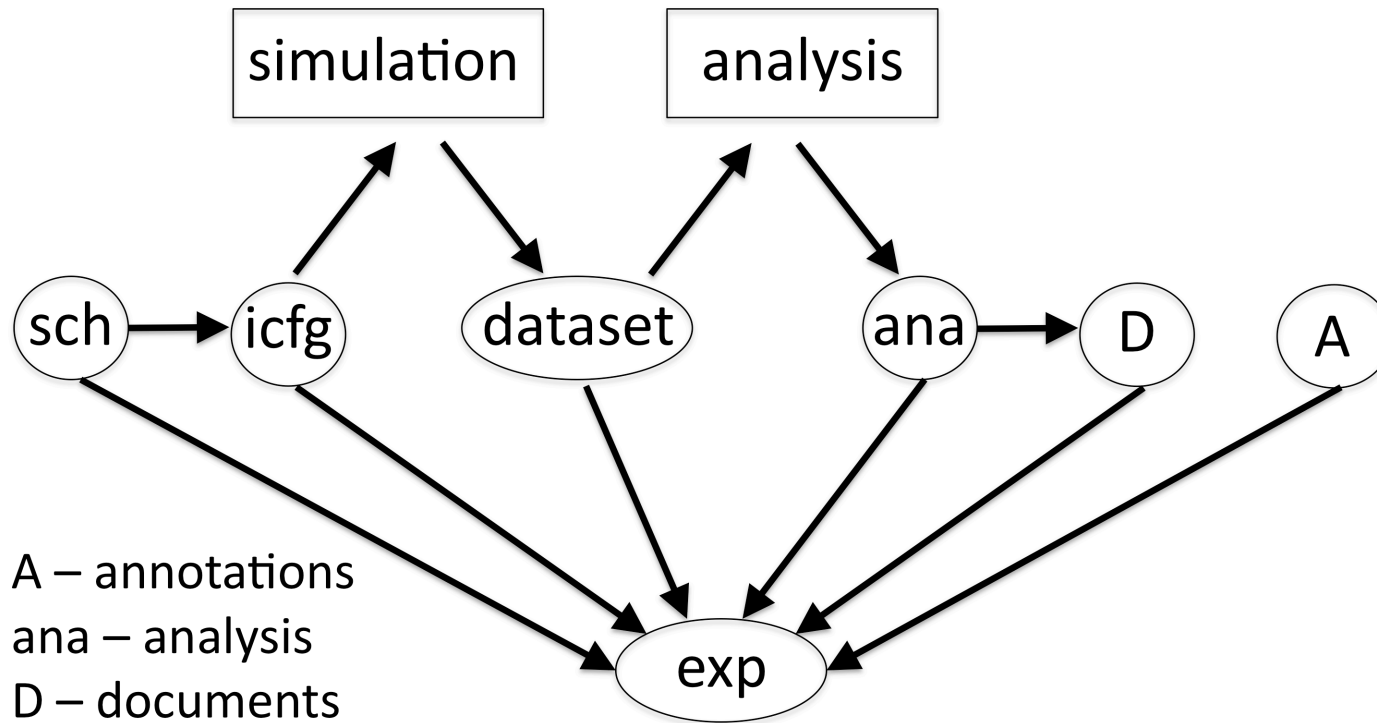 simulation
analysis
sch
icfg
dataset
ana
D
A
A – annotations
ana – analysis
D – documents
exp